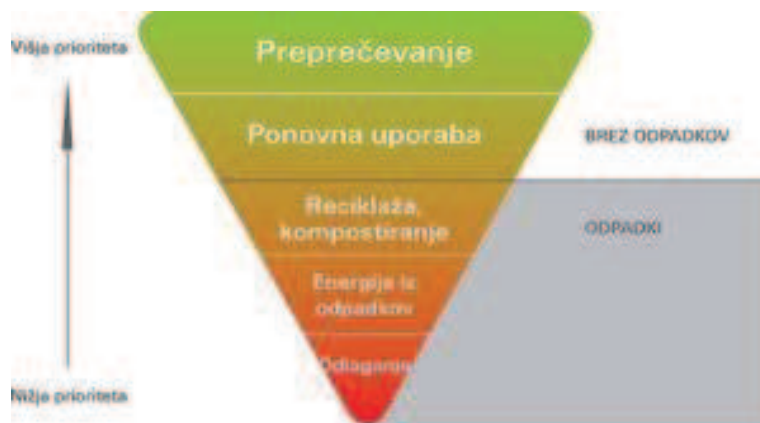 Višja prioriteta
Preprečevanje
Ponovna uporaba
BREZ ODPADKOV
Reciklaža,
kompostiranje
ODPADKI
Energija iz
odpadkov
Odlaganje
Nižja prioriteta